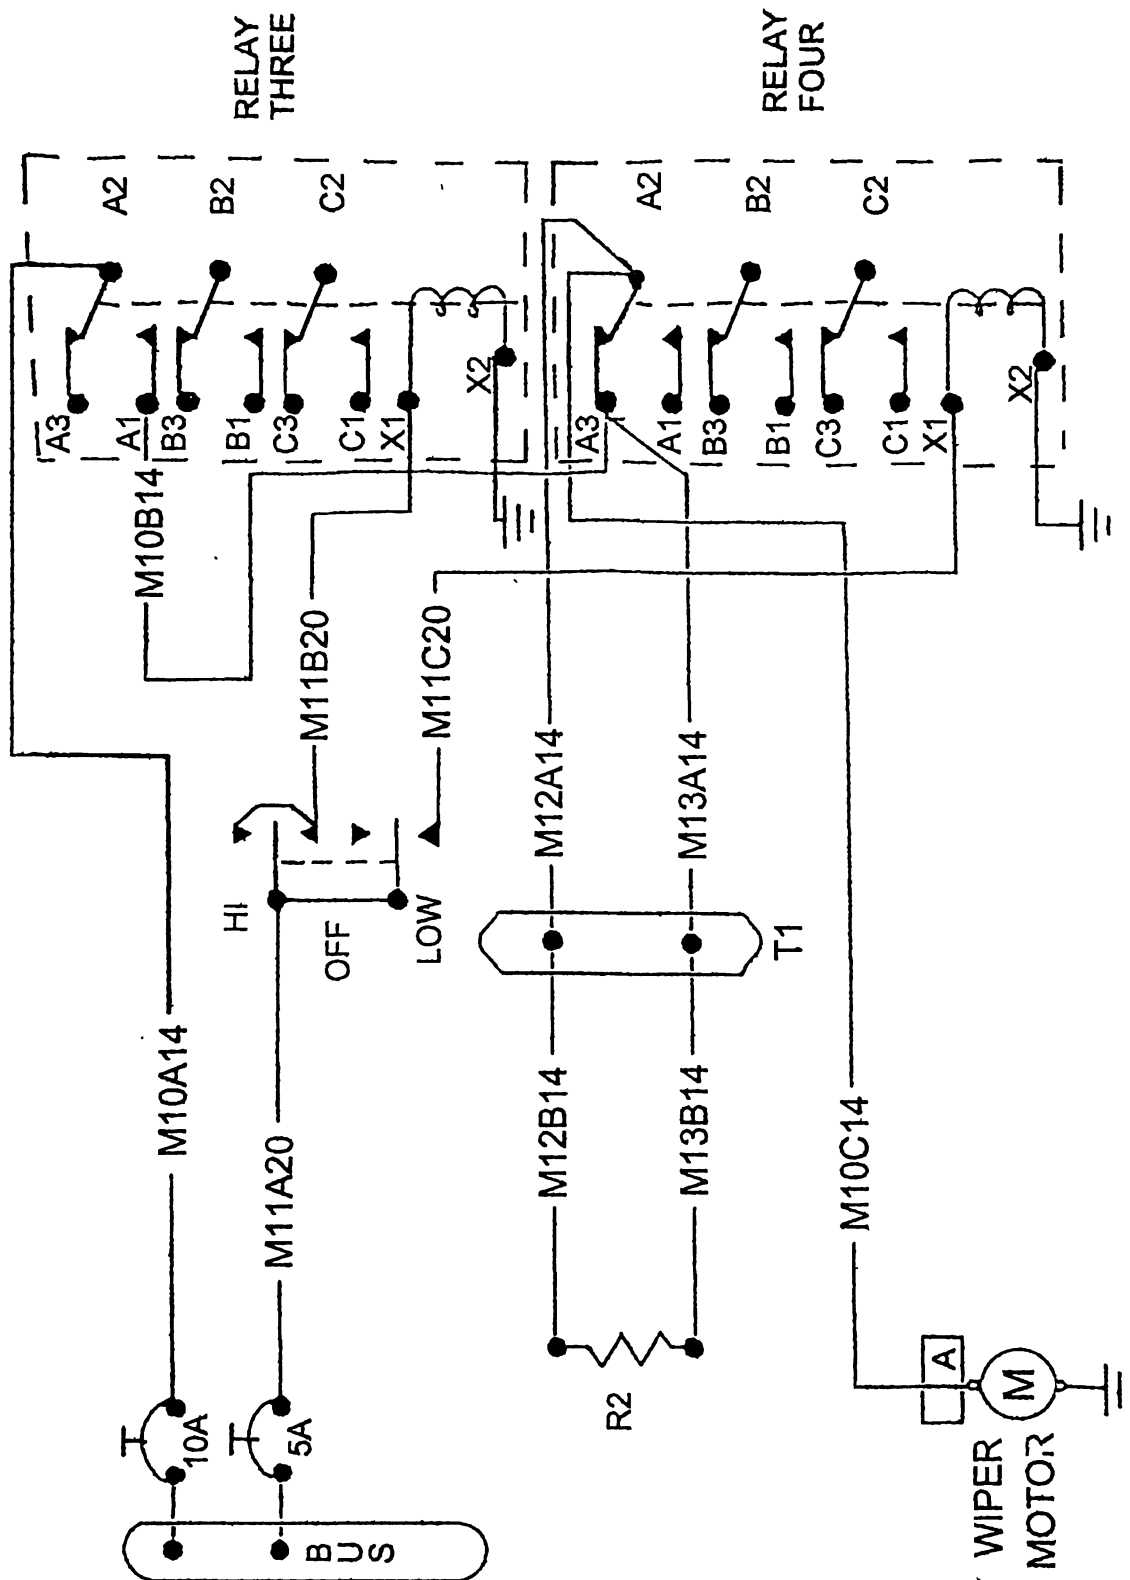 RELAY
THREE
RELAY
FOUR
A2
B2
C2
A2
B2
C2
A3
A1
B3
B1
C3
C1
X1
X2
A3
A1
B3
B1
C3
C1
X1
X2
M10B14
M11B20
M11C20
M12A14
M13A14
HI
OFF
LOW
T1
M10A14
M11A20
M12B14
M13B14
M10C14
10A
5A
R2
A
M
BUS
WIPER
MOTOR